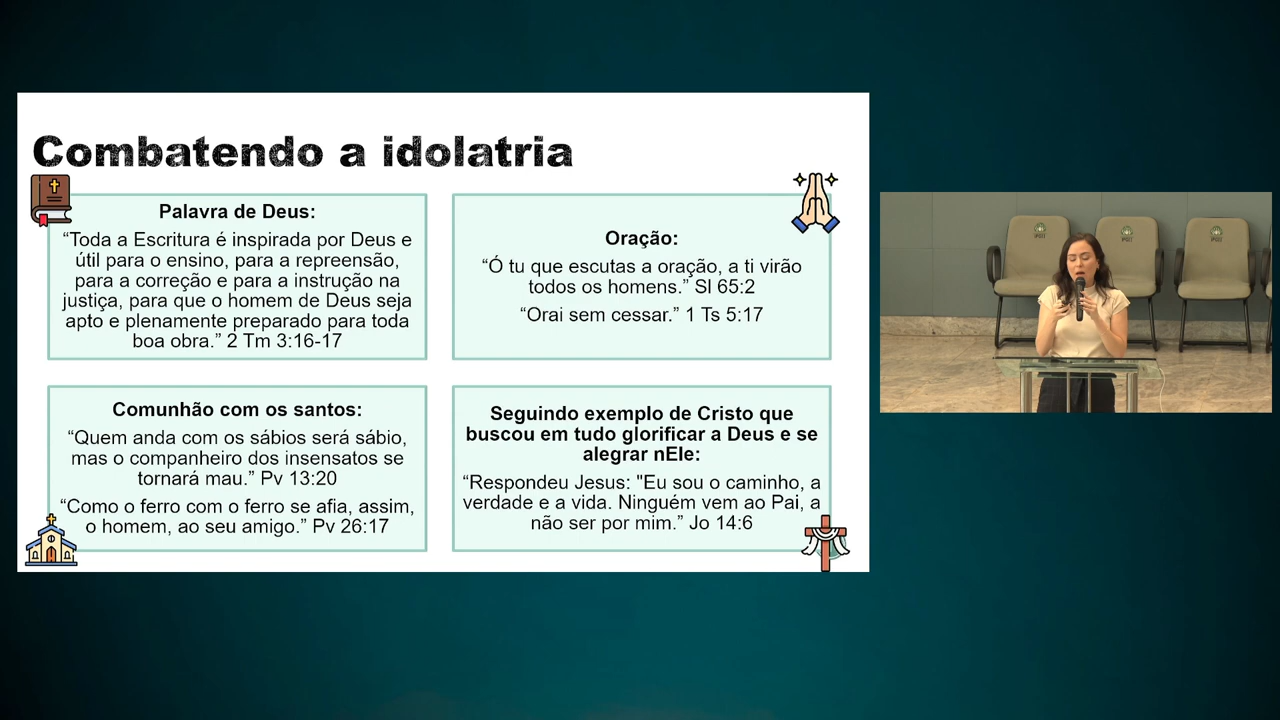 Combatendo a idolatria
Palavra de Deus:
“Toda a Escritura é inspirada por Deus e
útil para o ensino, para a repreensão,
para a correção e para a instrução na
justiça, para que o homem de Deus seja
apto e plenamente preparado para toda
boa obra.” 2 Tm 3:16-17
Oração:
“Ó tu que escutas a oração, a ti virão
todos os homens.” Sl 65:2
“Orai sem cessar.” 1 Ts 5:17
Comunhão com os santos:
“Quem anda com os sábios será sábio,
mas o companheiro dos insensatos se
tornará mau.” Pv 13:20
“Como o ferro com o ferro se afia, assim,
o homem, ao seu amigo.” Pv 26:17
Seguindo exemplo de Cristo que
buscou em tudo glorificar a Deus e se
alegrar nEle:
“Respondeu Jesus: "Eu sou o caminho, a
verdade e a vida. Ninguém vem ao Pai, a
não ser por mim.” Jo 14:6